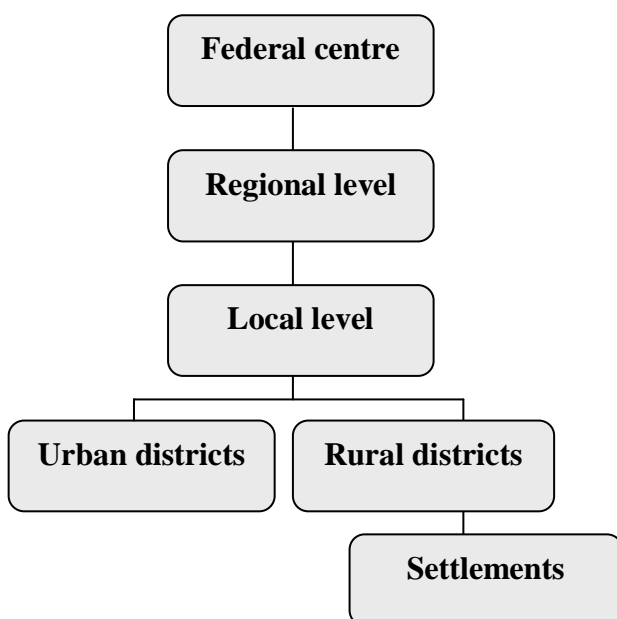 Federal centre
Regional level
Local level
Urban districts
Rural districts
Settlements